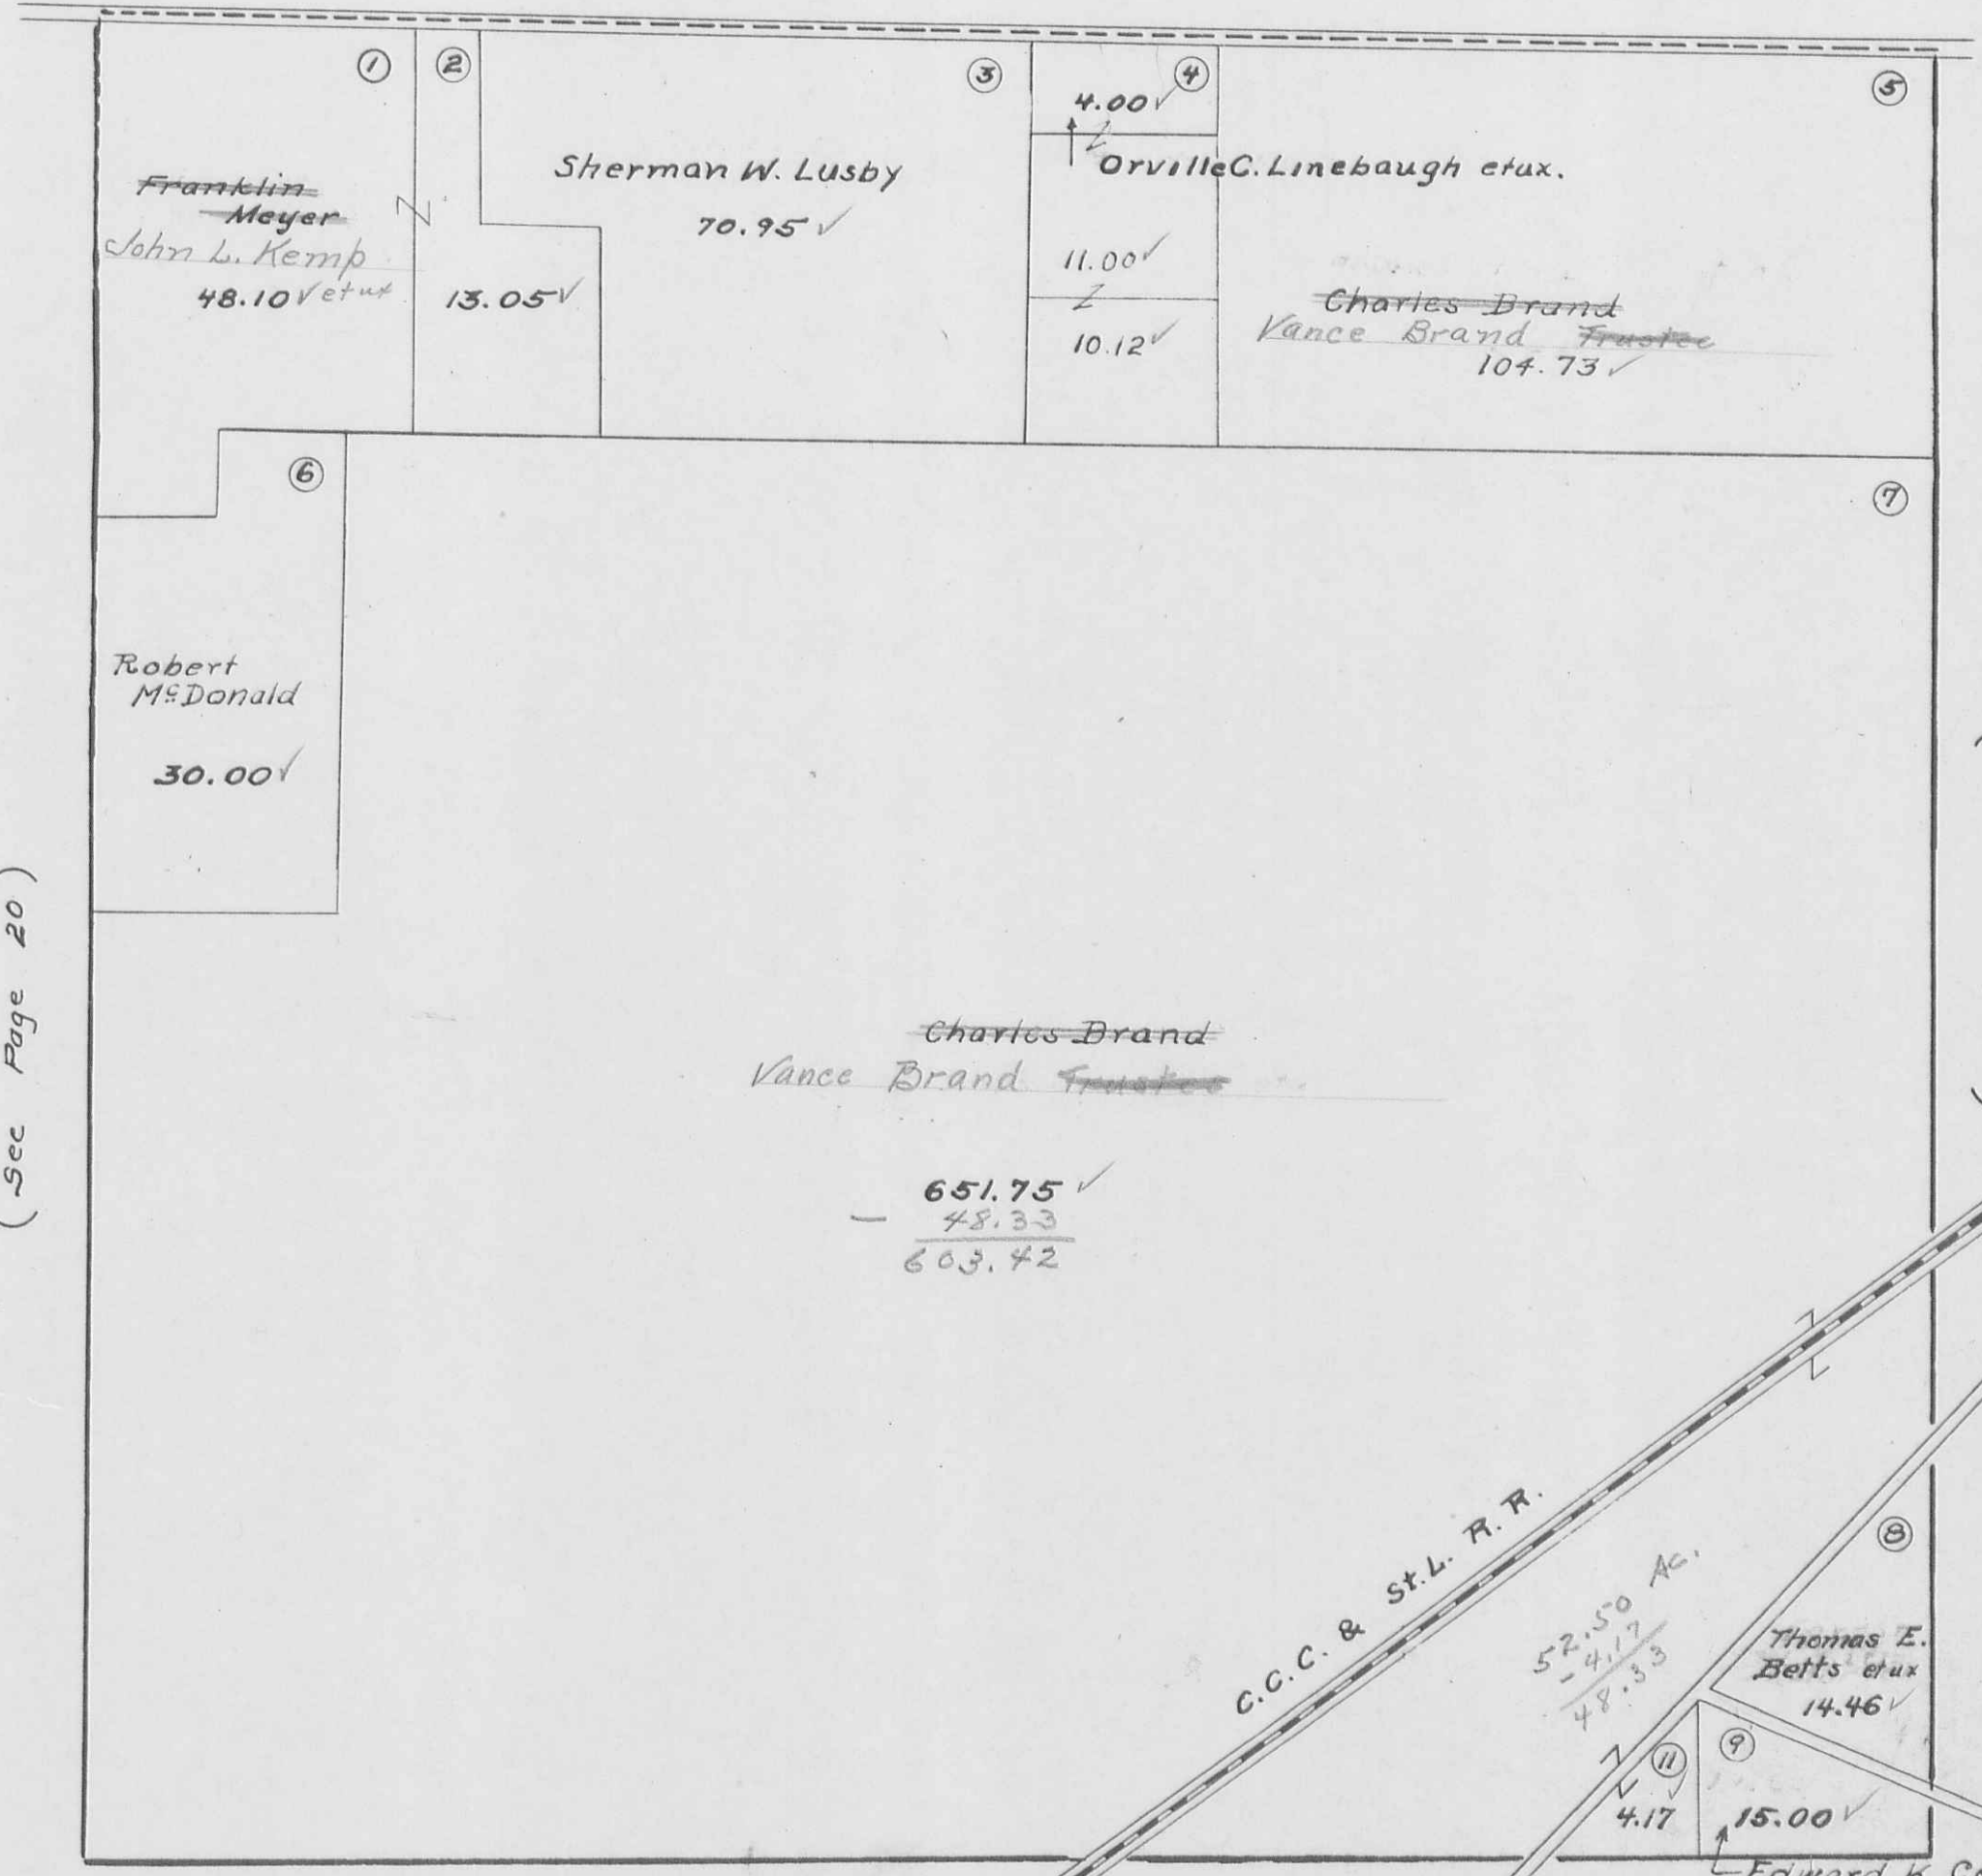 ①
②
③
④
⑤
4.00 ✓
Sherman W. Lusby
70.95 ✓
Orville C. Linebaugh etux.
Franklin
Meyer
John L. Kemp
48.10 ✓ et ux
13.05 ✓
11.00 ✓
10.12 ✓
Charles Brand
Vance Brand Trustee
104.73 ✓
⑥
⑦
Robert
McDonald
30.00 ✓
(See Page 20)
Charles Brand
Vance Brand Trustee
651.75 ✓
- 48.33
603.42
C.C.C. & St.L. R.R.
52.50 Ac.
- 4.17
48.33
⑧
Thomas E.
Betts etux
14.46 ✓
⑪
⑨
4.17
15.00 ✓
Edward K.